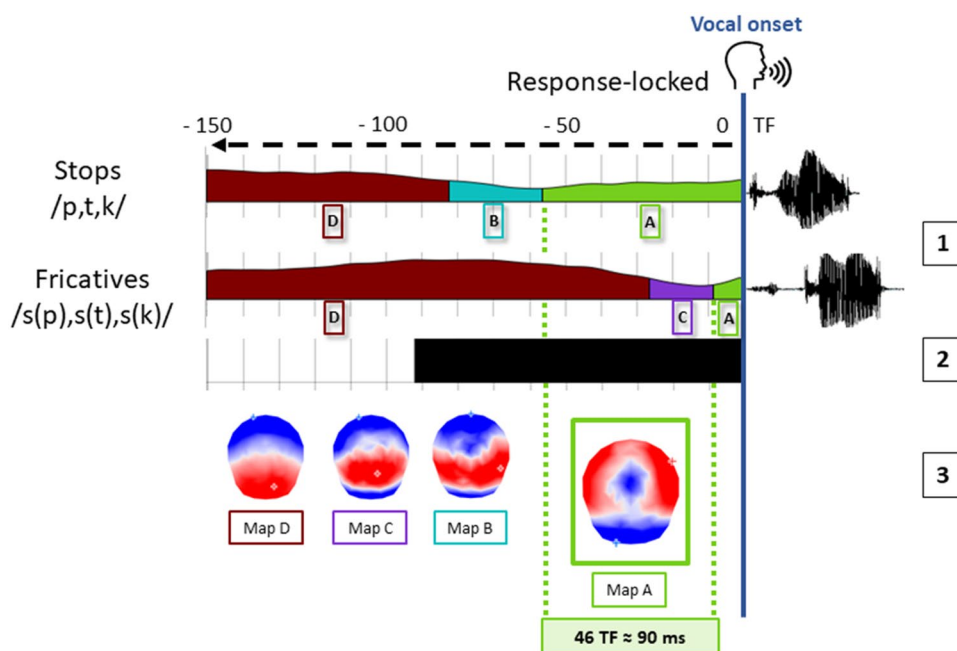 Vocal onset
Response-locked
- 150 - 100 - 50 0 TF
Stops
/p,t,k/
D B A
1
Fricatives
/s(p),s(t),s(k)/
D C A
2
3
Map D Map C Map B
Map A
46 TF ≈ 90 ms